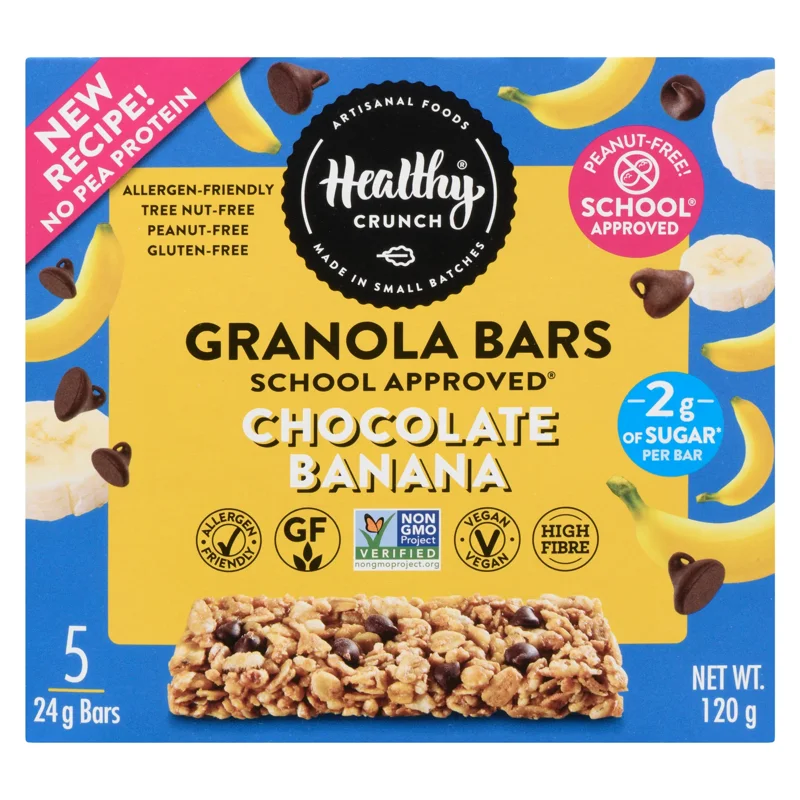 NEW
RECIPE!
NO PEA PROTEIN
ARTISANAL FOODS
Healthy®
CRUNCH
MADE IN SMALL BATCHES
ALLERGEN-FRIENDLY
TREE NUT-FREE
PEANUT-FREE
GLUTEN-FREE
PEANUT-FREE!
SCHOOL®
APPROVED
GRANOLA BARS
SCHOOL APPROVED®
CHOCOLATE
BANANA
2g
OF SUGAR*
PER BAR
ALLERGEN-
FRIENDLY
GF
NON
GMO
Project
VERIFIED
nongmoproject.org
VEGAN
V
VEGAN
HIGH
FIBRE
5
24 g Bars
NET WT.
120 g